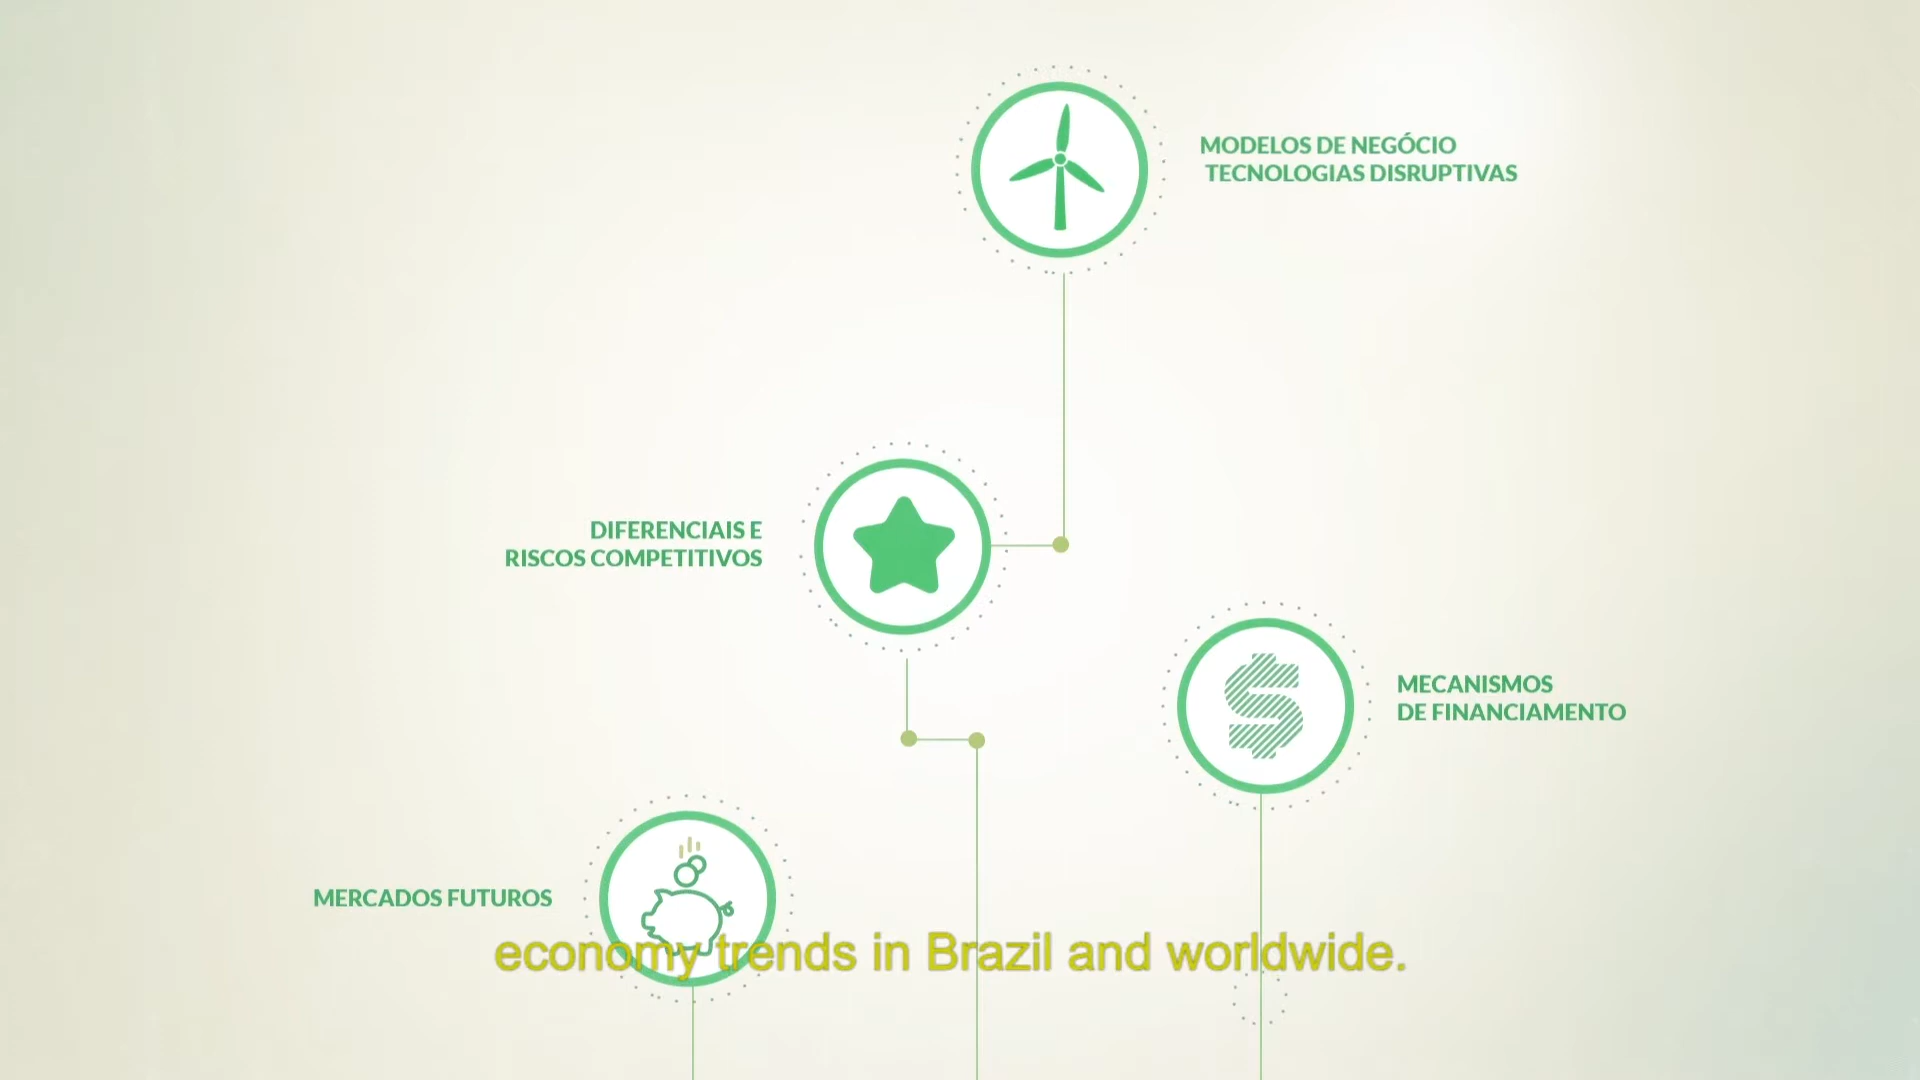 MODELOS DE NEGÓCIO
TECNOLOGIAS DISRUPTIVAS
DIFERENCIAIS E
RISCOS COMPETITIVOS
MECANISMOS
DE FINANCIAMENTO
MERCADOS FUTUROS
economy trends in Brazil and worldwide.